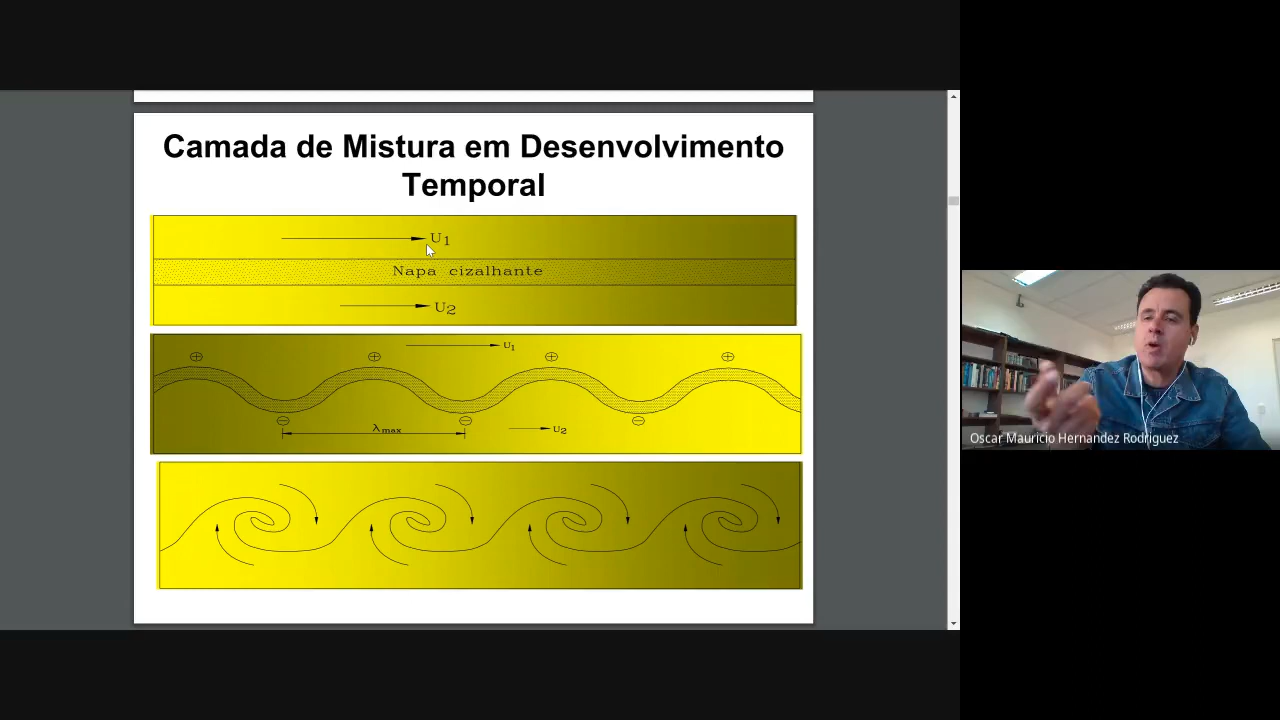 Camada de Mistura em Desenvolvimento
Temporal
U1
Napa cizalhante
U2
U1
λmax
U2
Oscar Mauricio Hernandez Rodriguez